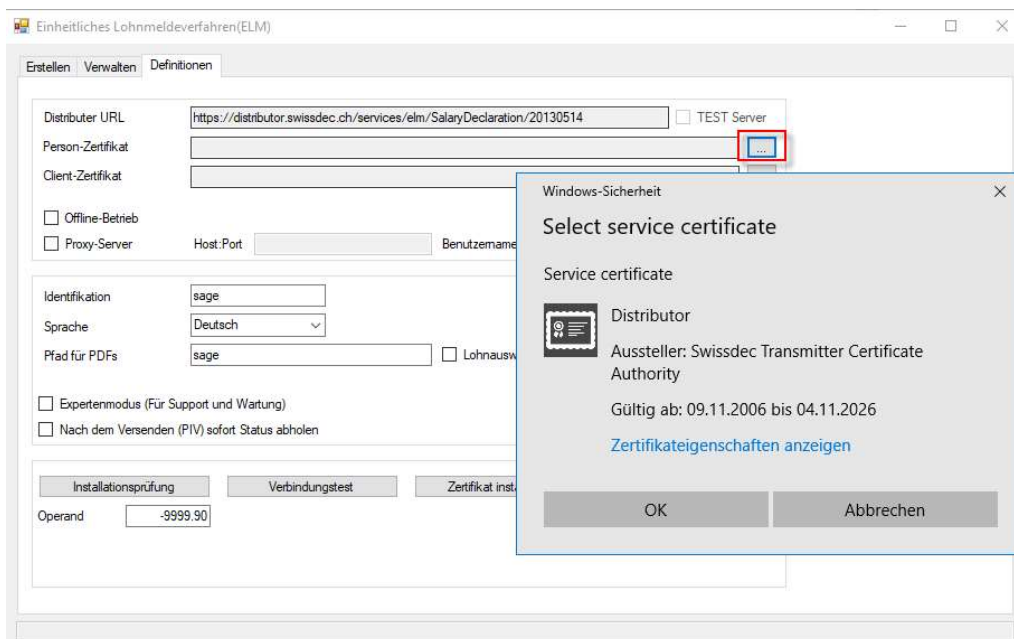 Einheitliches Lohnmeldeverfahren(ELM)
Erstellen Verwalten Definitionen
Distributer URL https://distributor.swissdec.ch/services/elm/SalaryDeclaration/20130514 TEST Server
Person-Zertifikat ...
Client-Zertifikat
Offline-Betrieb
Proxy-Server Host:Port Benutzername
Identifikation sage
Sprache Deutsch
Pfad für PDFs sage Lohnausw
Expertenmodus (Für Support und Wartung)
Nach dem Versenden (PIV) sofort Status abholen
Installationsprüfung Verbindungstest Zertifikat inst
Operand -9999.90
Windows-Sicherheit
Select service certificate
Service certificate
Distributor
Aussteller: Swissdec Transmitter Certificate
Authority
Gültig ab: 09.11.2006 bis 04.11.2026
Zertifikateigenschaften anzeigen
OK Abbrechen